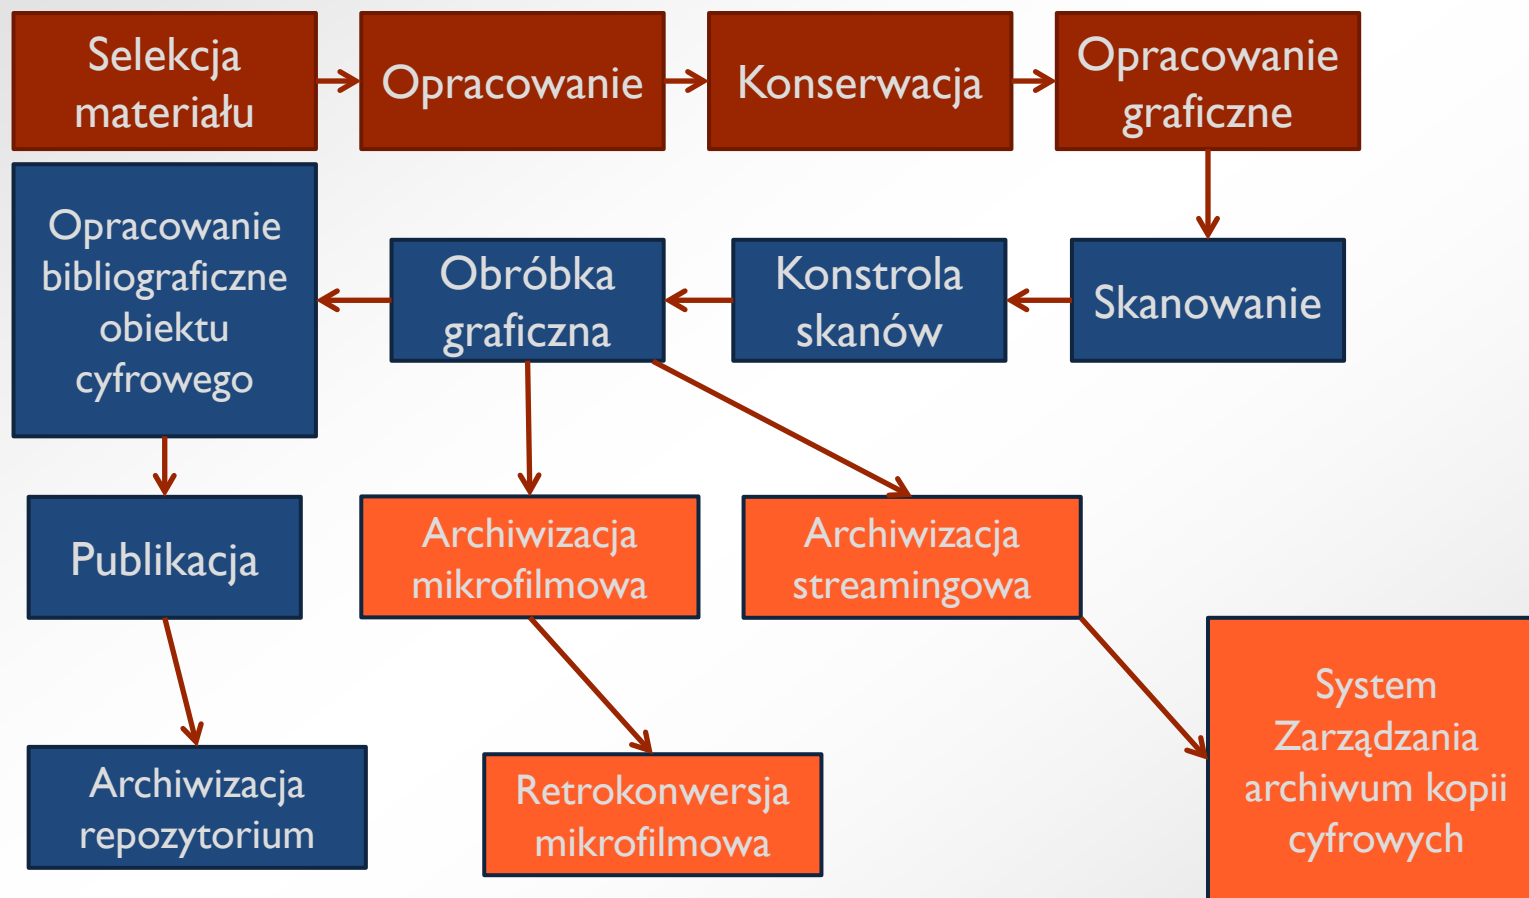 Selekcja
materiału
Opracowanie
Konserwacja
Opracowanie
graficzne
Opracowanie
bibliograficzne
obiektu
cyfrowego
Obróbka
graficzna
Konstrola
skanów
Skanowanie
Publikacja
Archiwizacja
mikrofilmowa
Archiwizacja
streamingowa
System
Zarządzania
archiwum kopii
cyfrowych
Archiwizacja
repozytorium
Retrokonwersja
mikrofilmowa